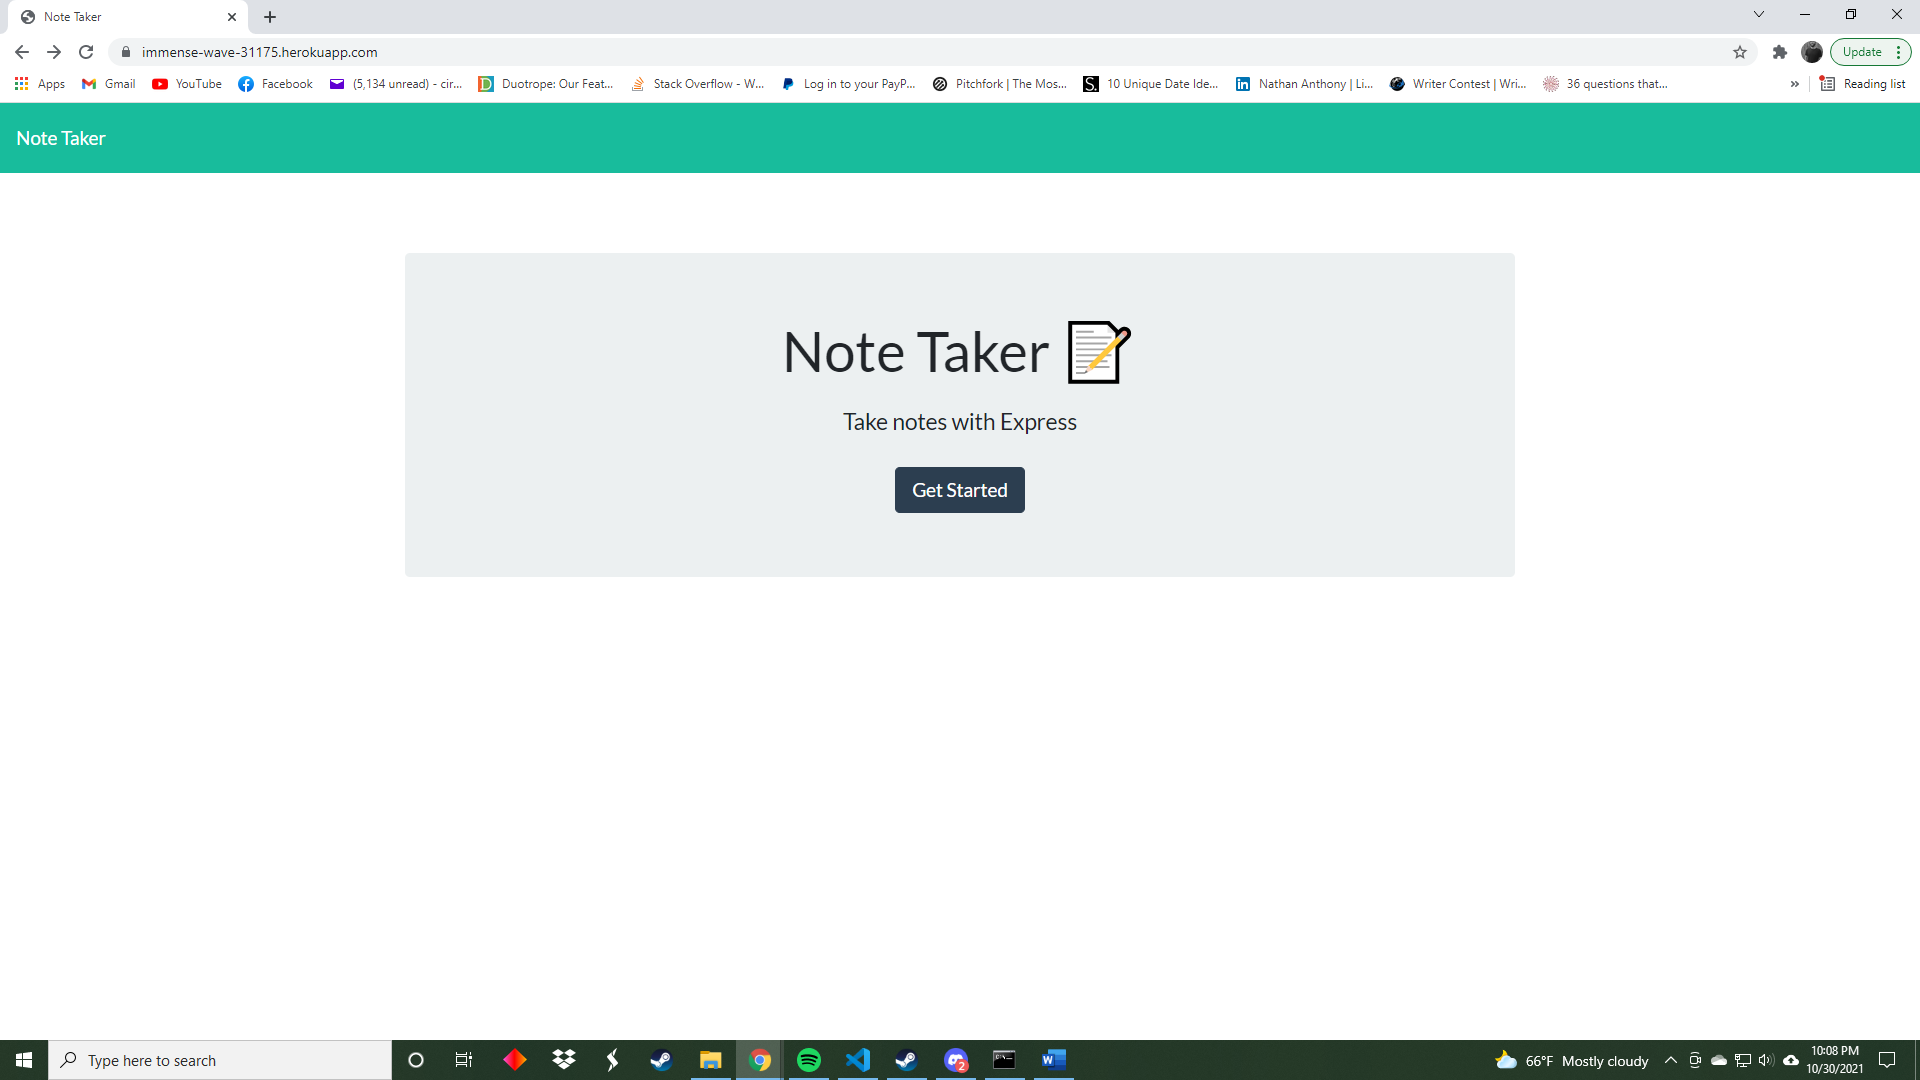 Note Taker
immense-wave-31175.herokuapp.com
Update
Apps
Gmail
YouTube
Facebook
(5,134 unread) - cir...
Duotrope: Our Feat...
Stack Overflow - W...
Log in to your PayP...
Pitchfork | The Mos...
10 Unique Date Ide...
Nathan Anthony | Li...
Writer Contest | Wri...
36 questions that...
»
Reading list
Note Taker
Note Taker
Take notes with Express
Get Started
Type here to search
2
66°F Mostly cloudy
10:08 PM
10/30/2021